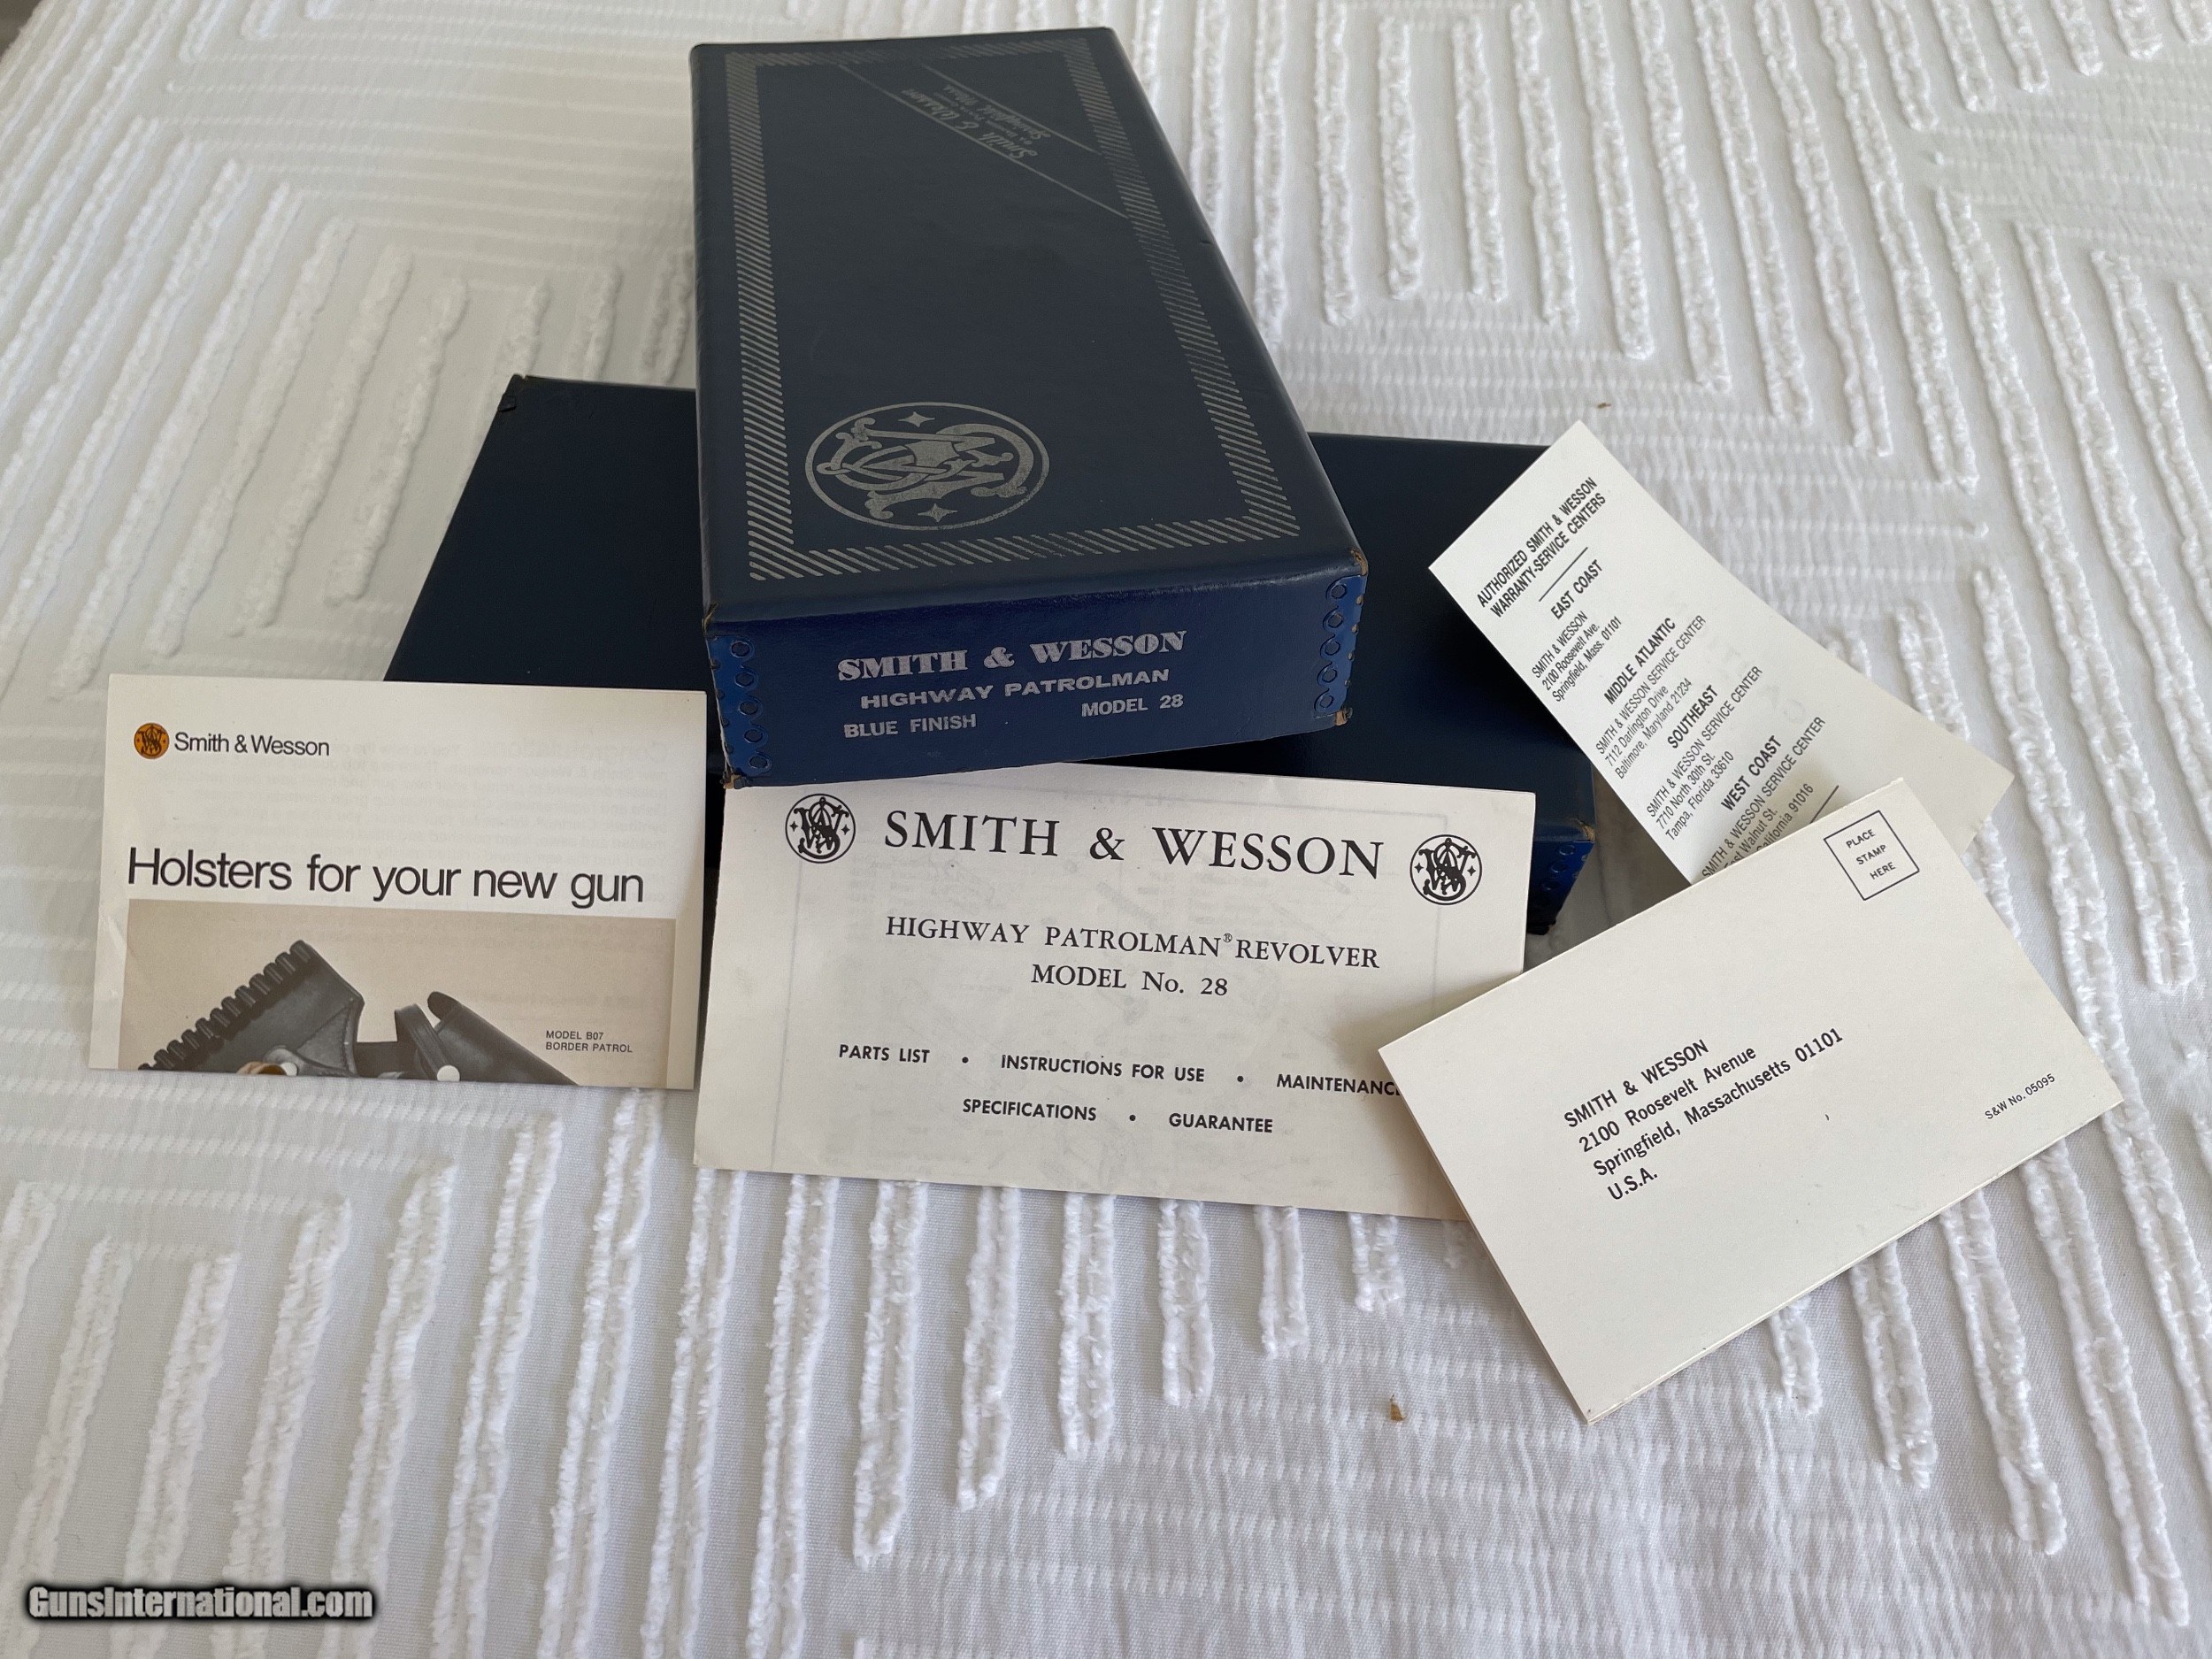 Smith & Wesson
Springfield, Mass.
SMITH & WESSON
HIGHWAY PATROLMAN
BLUE FINISH MODEL 28
Smith & Wesson
Holsters for your new gun
MODEL B07
BORDER PATROL
SMITH & WESSON
HIGHWAY PATROLMAN® REVOLVER
MODEL No. 28
PARTS LIST • INSTRUCTIONS FOR USE • MAINTENANC
SPECIFICATIONS • GUARANTEE
AUTHORIZED SMITH & WESSON
WARRANTY-SERVICE CENTERS
EAST COAST
SMITH & WESSON
2100 Roosevelt Ave.
Springfield, Mass. 01101
MIDDLE ATLANTIC
SMITH & WESSON SERVICE CENTER
7112 Darlington Drive
Baltimore, Maryland 21234
SOUTHEAST
SMITH & WESSON SERVICE CENTER
7710 North 30th St.
Tampa, Florida 33610
WEST COAST
SMITH & WESSON SERVICE CENTER
Walnut St.
California 91016
PLACE
STAMP
HERE
SMITH & WESSON
2100 Roosevelt Avenue
Springfield, Massachusetts 01101
U.S.A.
S&W No. 05095
GunsInternational.com